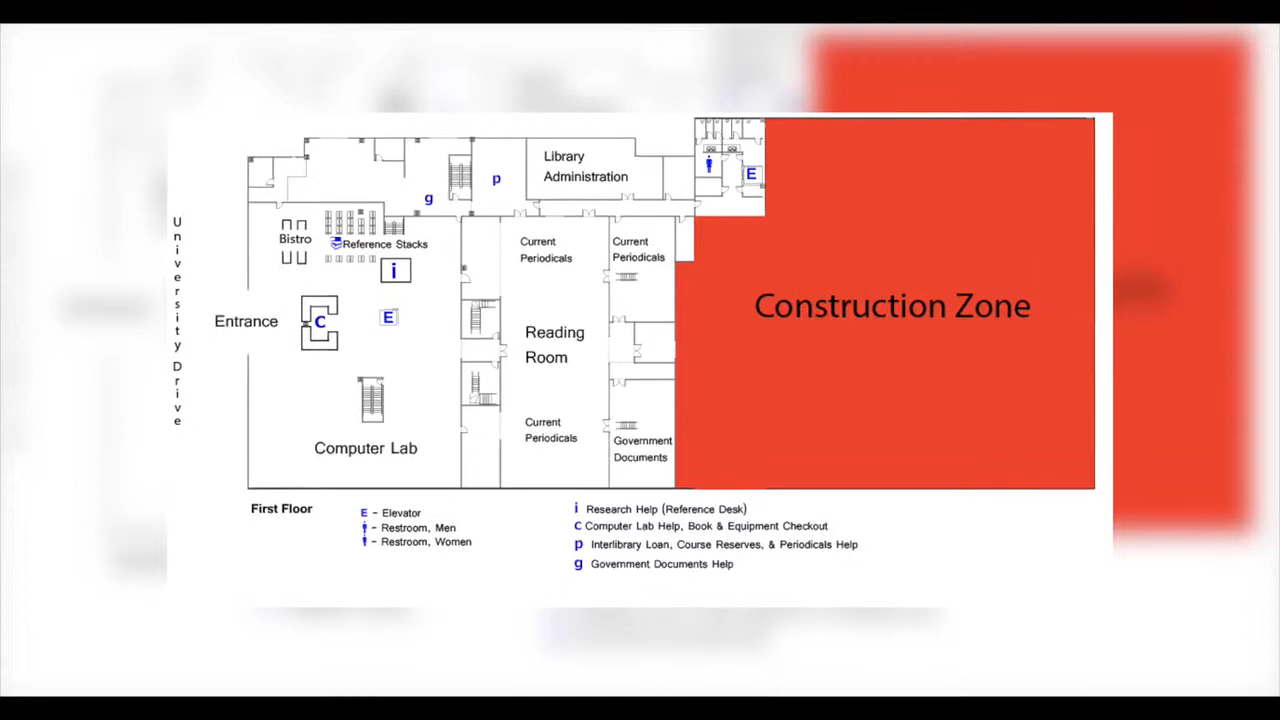 Library
Administration
g
p
E
University Drive
Bistro
Reference Stacks
i
Current
Periodicals
Current
Periodicals
Entrance
C
E
Reading
Room
Construction Zone
Computer Lab
Current
Periodicals
Government
Documents
First Floor
E - Elevator
- Restroom, Men
- Restroom, Women
i Research Help (Reference Desk)
C Computer Lab Help, Book & Equipment Checkout
p Interlibrary Loan, Course Reserves, & Periodicals Help
g Government Documents Help